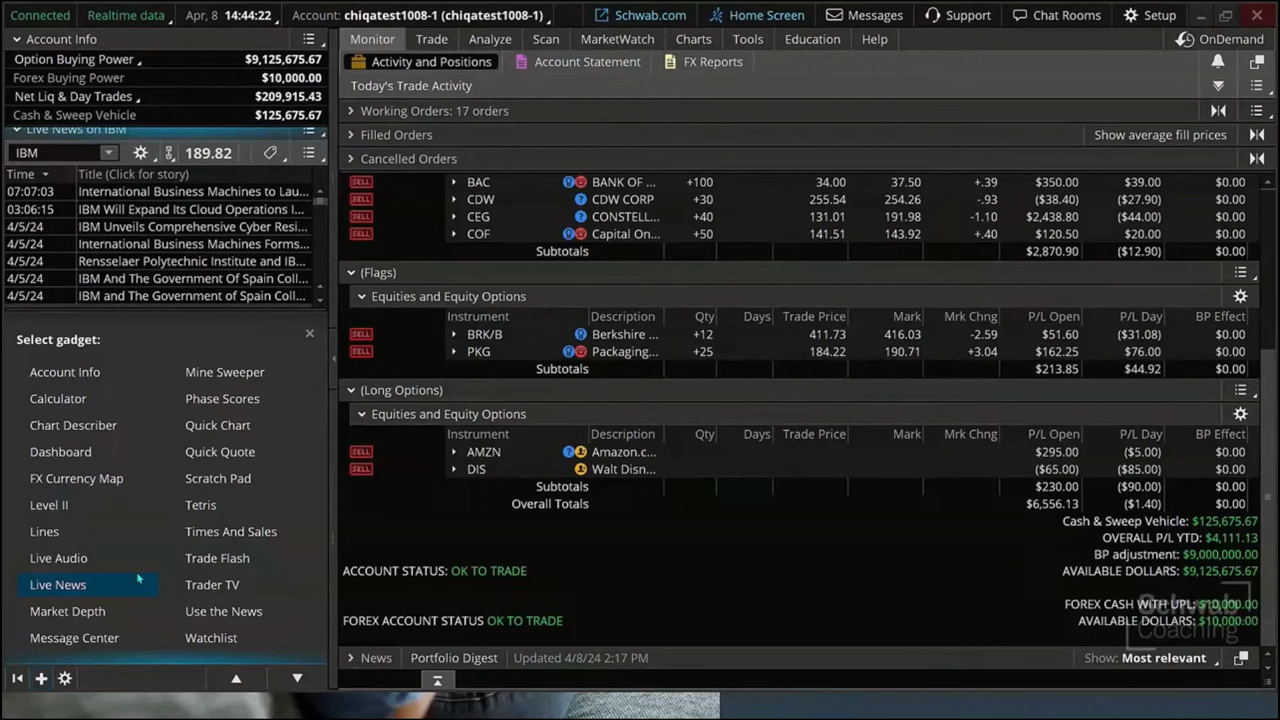 Connected Realtime data Apr, 8 14:44:22 Account: chiqatest1008-1 (chiqatest1008-1) Schwab.com Home Screen Messages Support Chat Rooms Setup
Account Info
Option Buying Power $9,125,675.67
Forex Buying Power $10,000.00
Net Liq & Day Trades $209,915.43
Cash & Sweep Vehicle $125,675.67
Live News on IBM
IBM 189.82
Time Title (Click for story)
07:07:03 International Business Machines to Lau...
03:06:15 IBM Will Expand Its Cloud Operations I...
4/5/24 IBM Unveils Comprehensive Cyber Resi...
4/5/24 International Business Machines Forms...
4/5/24 Rensselaer Polytechnic Institute and IB...
4/5/24 IBM And The Government Of Spain Coll...
4/5/24 IBM and The Government of Spain Coll...
Select gadget:
Account Info Mine Sweeper
Calculator Phase Scores
Chart Describer Quick Chart
Dashboard Quick Quote
FX Currency Map Scratch Pad
Level II Tetris
Lines Times And Sales
Live Audio Trade Flash
Live News Trader TV
Market Depth Use the News
Message Center Watchlist
Monitor Trade Analyze Scan MarketWatch Charts Tools Education Help OnDemand
Activity and Positions Account Statement FX Reports
Today's Trade Activity
Working Orders: 17 orders
Filled Orders Show average fill prices
Cancelled Orders
SELL BAC BANK OF ... +100 34.00 37.50 +.39 $350.00 $39.00 $0.00
SELL CDW CDW CORP +30 255.54 254.26 -.93 ($38.40) ($27.90) $0.00
SELL CEG CONSTELL... +40 131.01 191.98 -1.10 $2,438.80 ($44.00) $0.00
SELL COF Capital On... +50 141.51 143.92 +.40 $120.50 $20.00 $0.00
Subtotals $2,870.90 ($12.90) $0.00
(Flags)
Equities and Equity Options
Instrument Description Qty Days Trade Price Mark Mrk Chng P/L Open P/L Day BP Effect
SELL BRK/B Berkshire ... +12 411.73 416.03 -2.59 $51.60 ($31.08) $0.00
SELL PKG Packaging... +25 184.22 190.71 +3.04 $162.25 $76.00 $0.00
Subtotals $213.85 $44.92 $0.00
(Long Options)
Equities and Equity Options
Instrument Description Qty Days Trade Price Mark Mrk Chng P/L Open P/L Day BP Effect
SELL AMZN Amazon.c... $295.00 ($5.00) $0.00
SELL DIS Walt Disn... ($65.00) ($85.00) $0.00
Subtotals $230.00 ($90.00) $0.00
Overall Totals $6,556.13 ($1.40) $0.00
Cash & Sweep Vehicle: $125,675.67
OVERALL P/L YTD: $4,111.13
BP adjustment: $9,000,000.00
ACCOUNT STATUS: OK TO TRADE AVAILABLE DOLLARS: $9,125,675.67
FOREX CASH WITH UPL: $10,000.00
FOREX ACCOUNT STATUS OK TO TRADE AVAILABLE DOLLARS: $10,000.00
Schwab
Coaching
News Portfolio Digest Updated 4/8/24 2:17 PM Show: Most relevant